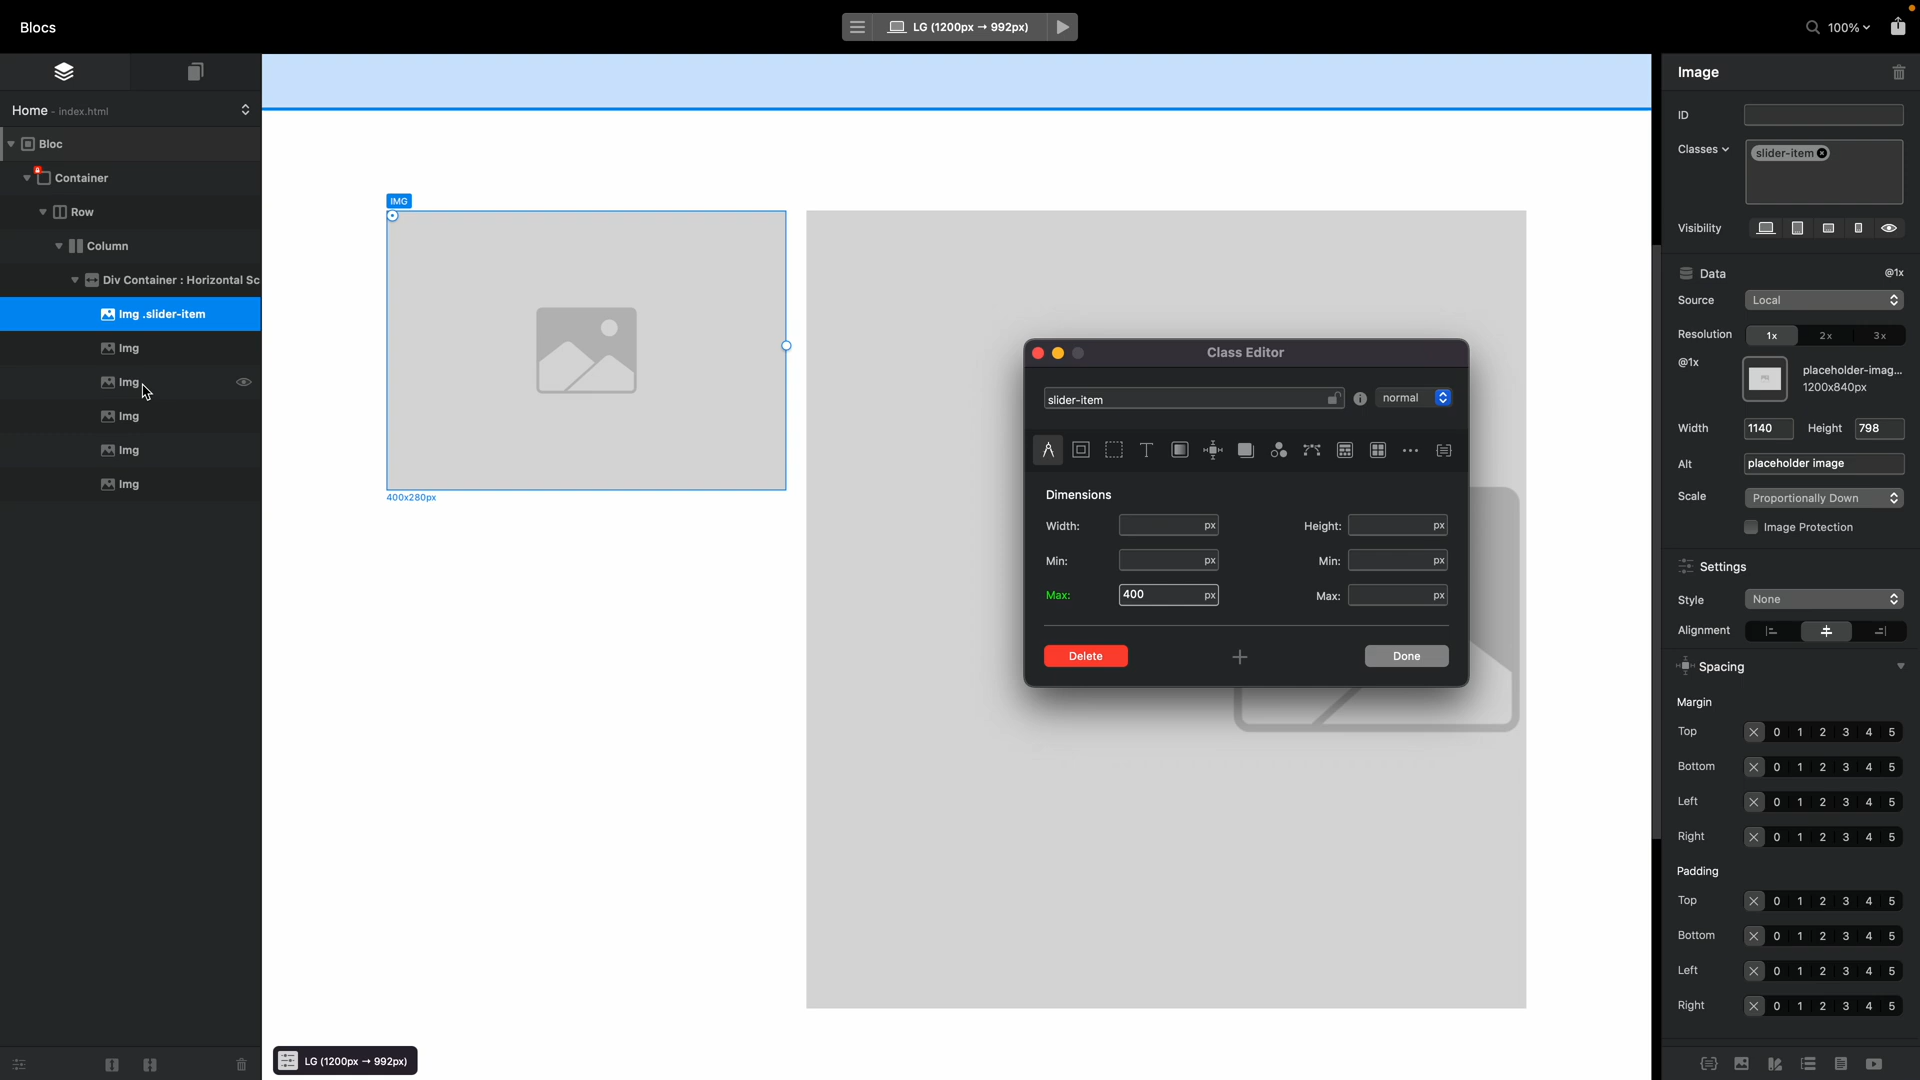 Blocs
LG (1200px → 992px)
100%
Home - index.html
Bloc
Container
Row
Column
Div Container : Horizontal Sc
Img .slider-item
Img
Img
Img
Img
Img
IMG
400x280px
LG (1200px → 992px)
Class Editor
slider-item
normal
Dimensions
Width: px Height: px
Min: px Min: px
Max: 400 px Max: px
Delete
Done
Image
ID
Classes slider-item
Visibility
Data @1x
Source Local
Resolution 1x 2x 3x
@1x placeholder-imag...
1200x840px
Width 1140 Height 798
Alt placeholder image
Scale Proportionally Down
Image Protection
Settings
Style None
Alignment
Spacing
Margin
Top 0 1 2 3 4 5
Bottom 0 1 2 3 4 5
Left 0 1 2 3 4 5
Right 0 1 2 3 4 5
Padding
Top 0 1 2 3 4 5
Bottom 0 1 2 3 4 5
Left 0 1 2 3 4 5
Right 0 1 2 3 4 5